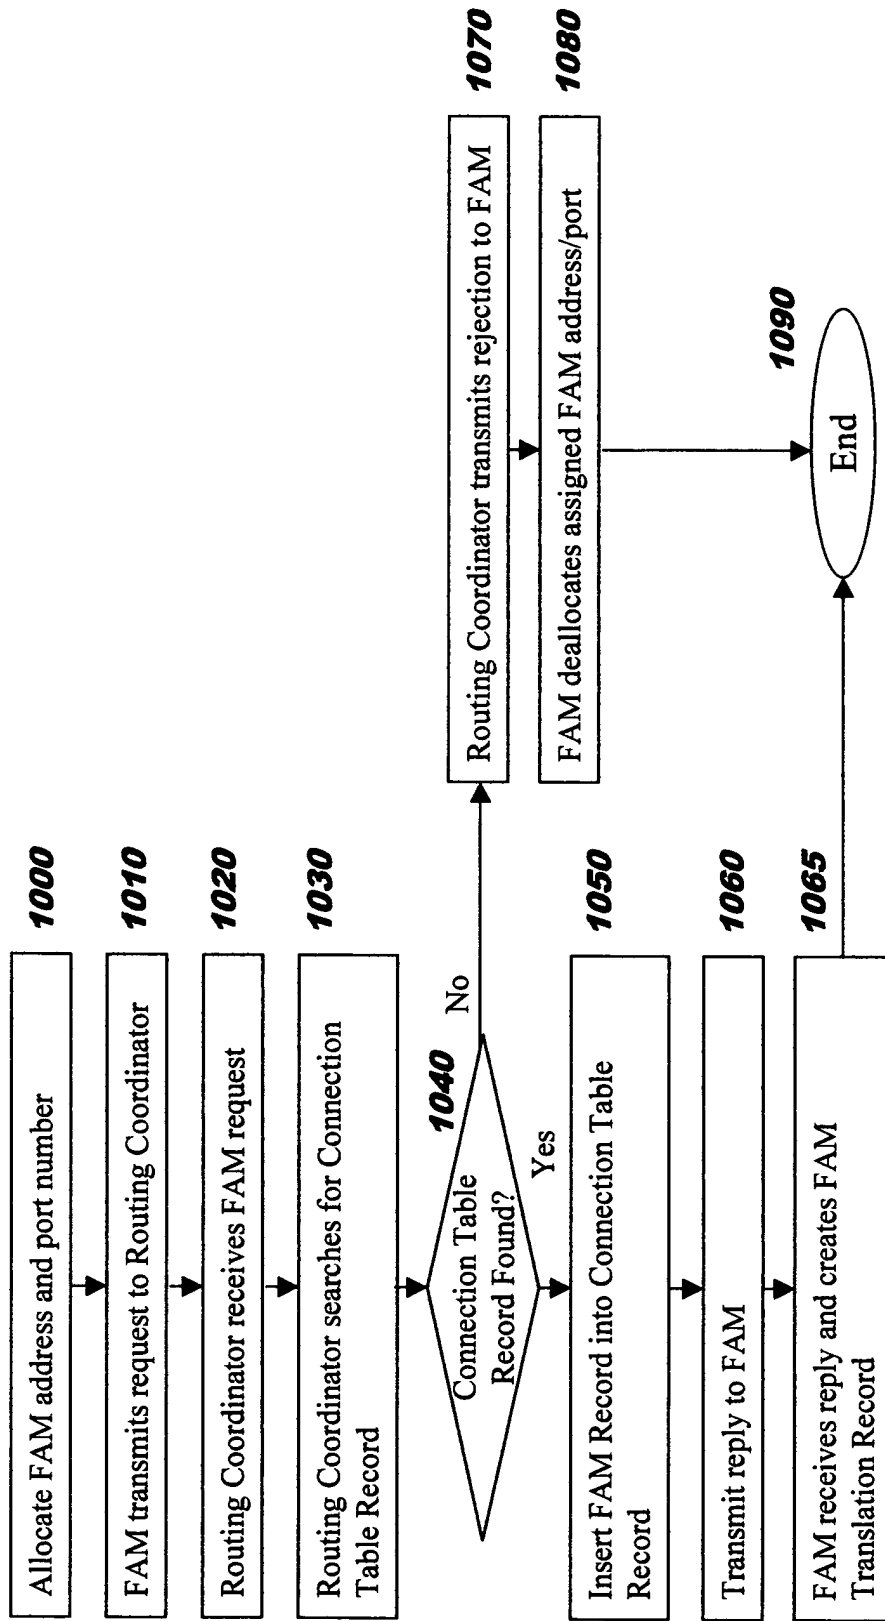 Allocate FAM address and port number
1000
FAM transmits request to Routing Coordinator
1010
Routing Coordinator receives FAM request
1020
Routing Coordinator searches for Connection
Table Record
1030
Connection Table
Record Found?
1040
No
Yes
Insert FAM Record into Connection Table
Record
1050
Transmit reply to FAM
1060
FAM receives reply and creates FAM
Translation Record
1065
Routing Coordinator transmits rejection to FAM
1070
FAM deallocates assigned FAM address/port
1080
End
1090